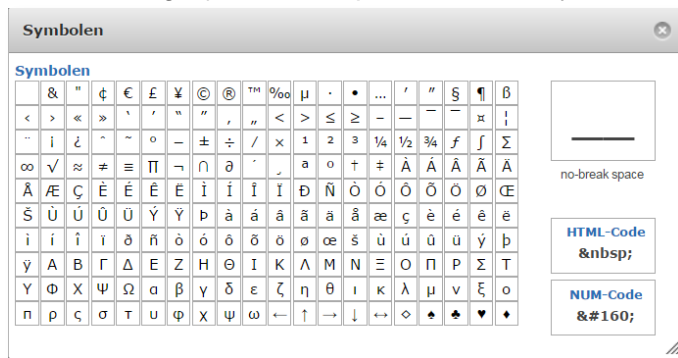 Symbolen
Symbolen
& " ¢ € £ ¥ © ® ™ ‰ µ · • … ′ ″ § ¶ ß
‹ › « » ‘ ’ “ ” ‚ „ < > ≤ ≥ – — ¯ ‾ ¤ ¦
¨ ¡ ¿ ˆ ˜ ° − ± ÷ ⁄ × ¹ ² ³ ¼ ½ ¾ ƒ ∫ ∑
∞ √ ≈ ≠ ≡ ∏ ¬ ∩ ∂ ´ ¸ ª º † ‡ À Á Â Ã Ä
Å Æ Ç È É Ê Ë Ì Í Î Ï Ð Ñ Ò Ó Ô Õ Ö Ø Œ
Š Ù Ú Û Ü Ý Ÿ Þ à á â ã ä å æ ç è é ê ë
ì í î ï ð ñ ò ó ô õ ö ø œ š ù ú û ü ý þ
ÿ Α Β Γ Δ Ε Ζ Η Θ Ι Κ Λ Μ Ν Ξ Ο Π Ρ Σ Τ
Υ Φ Χ Ψ Ω α β γ δ ε ζ η θ ι κ λ μ ν ξ ο
π ρ ς σ τ υ φ χ ψ ω ← ↑ → ↓ ↔ ◊ ♠ ♣ ♥ ♦
no-break space
HTML-Code
&nbsp;
NUM-Code
&#160;